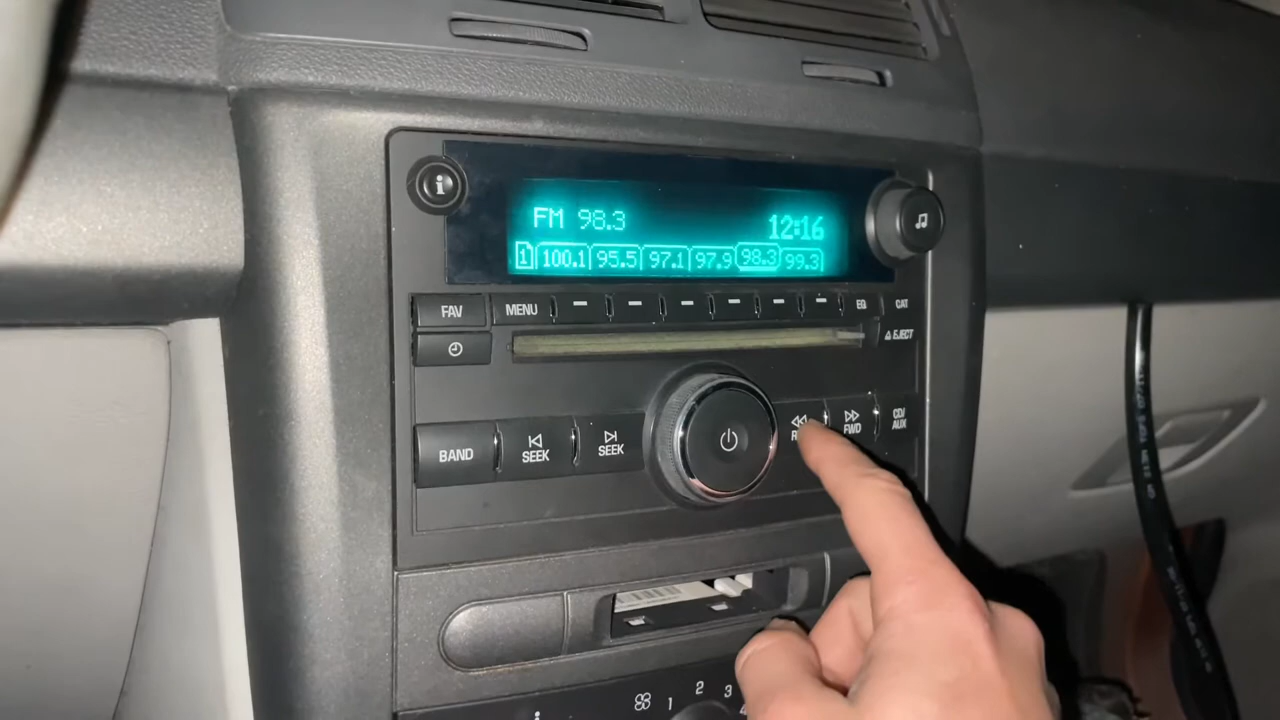 i
FM 98.3 12:16
1 100.1 95.5 97.1 97.9 98.3 99.3
FAV MENU EQ CAT
EJECT
BAND SEEK SEEK FWD CD/
AUX
1 2 3